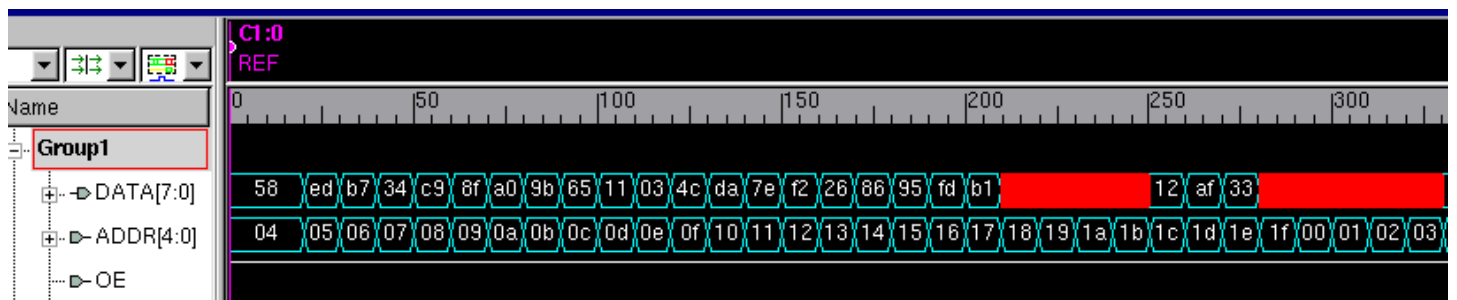 C1:0
REF
Name
0 50 100 150 200 250 300
Group1
DATA[7:0] 58 ed b7 34 c9 8f a0 9b 65 11 03 4c da 7e f2 26 86 95 fd b1 12 af 33
ADDR[4:0] 04 05 06 07 08 09 0a 0b 0c 0d 0e 0f 10 11 12 13 14 15 16 17 18 19 1a 1b 1c 1d 1e 1f 00 01 02 03
OE